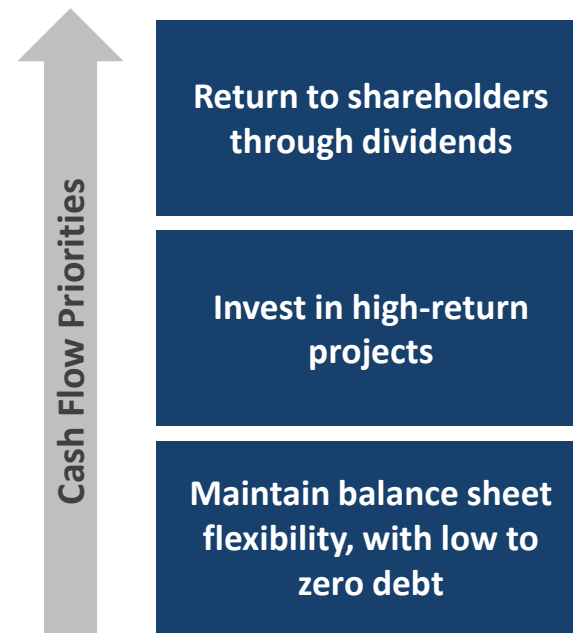 Cash Flow Priorities
Return to shareholders
through dividends
Invest in high-return
projects
Maintain balance sheet
flexibility, with low to
zero debt